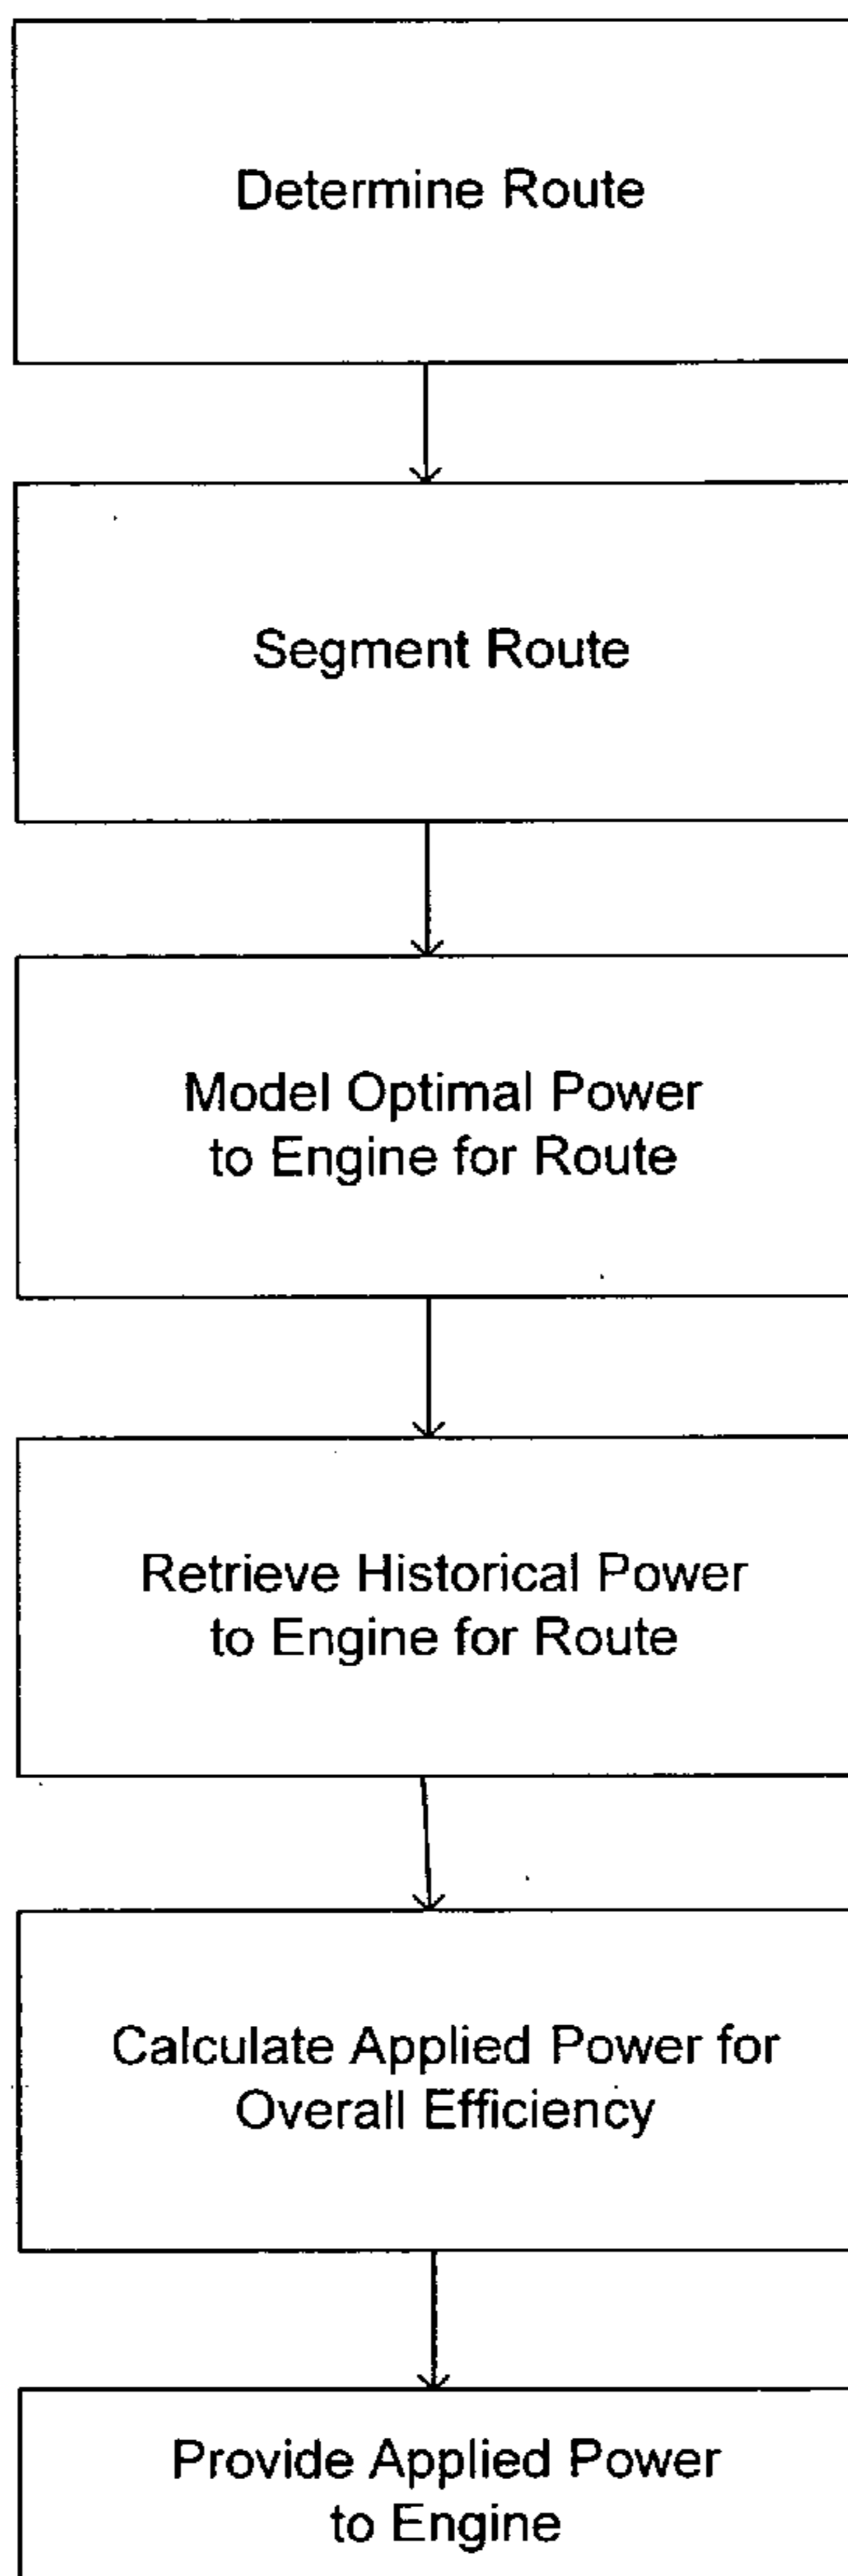 Determine Route
Segment Route
Model Optimal Power
to Engine for Route
Retrieve Historical Power
to Engine for Route
Calculate Applied Power for
Overall Efficiency
Provide Applied Power
to Engine